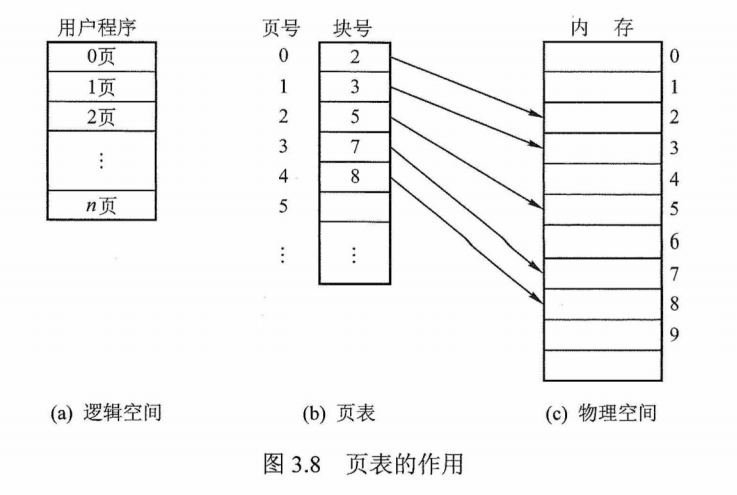 用户程序
0页
1页
2页
⋮
n页
页号 块号
0 2
1 3
2 5
3 7
4 8
5
⋮ ⋮
内 存
0
1
2
3
4
5
6
7
8
9
(a) 逻辑空间
(b) 页表
(c) 物理空间
图 3.8 页表的作用